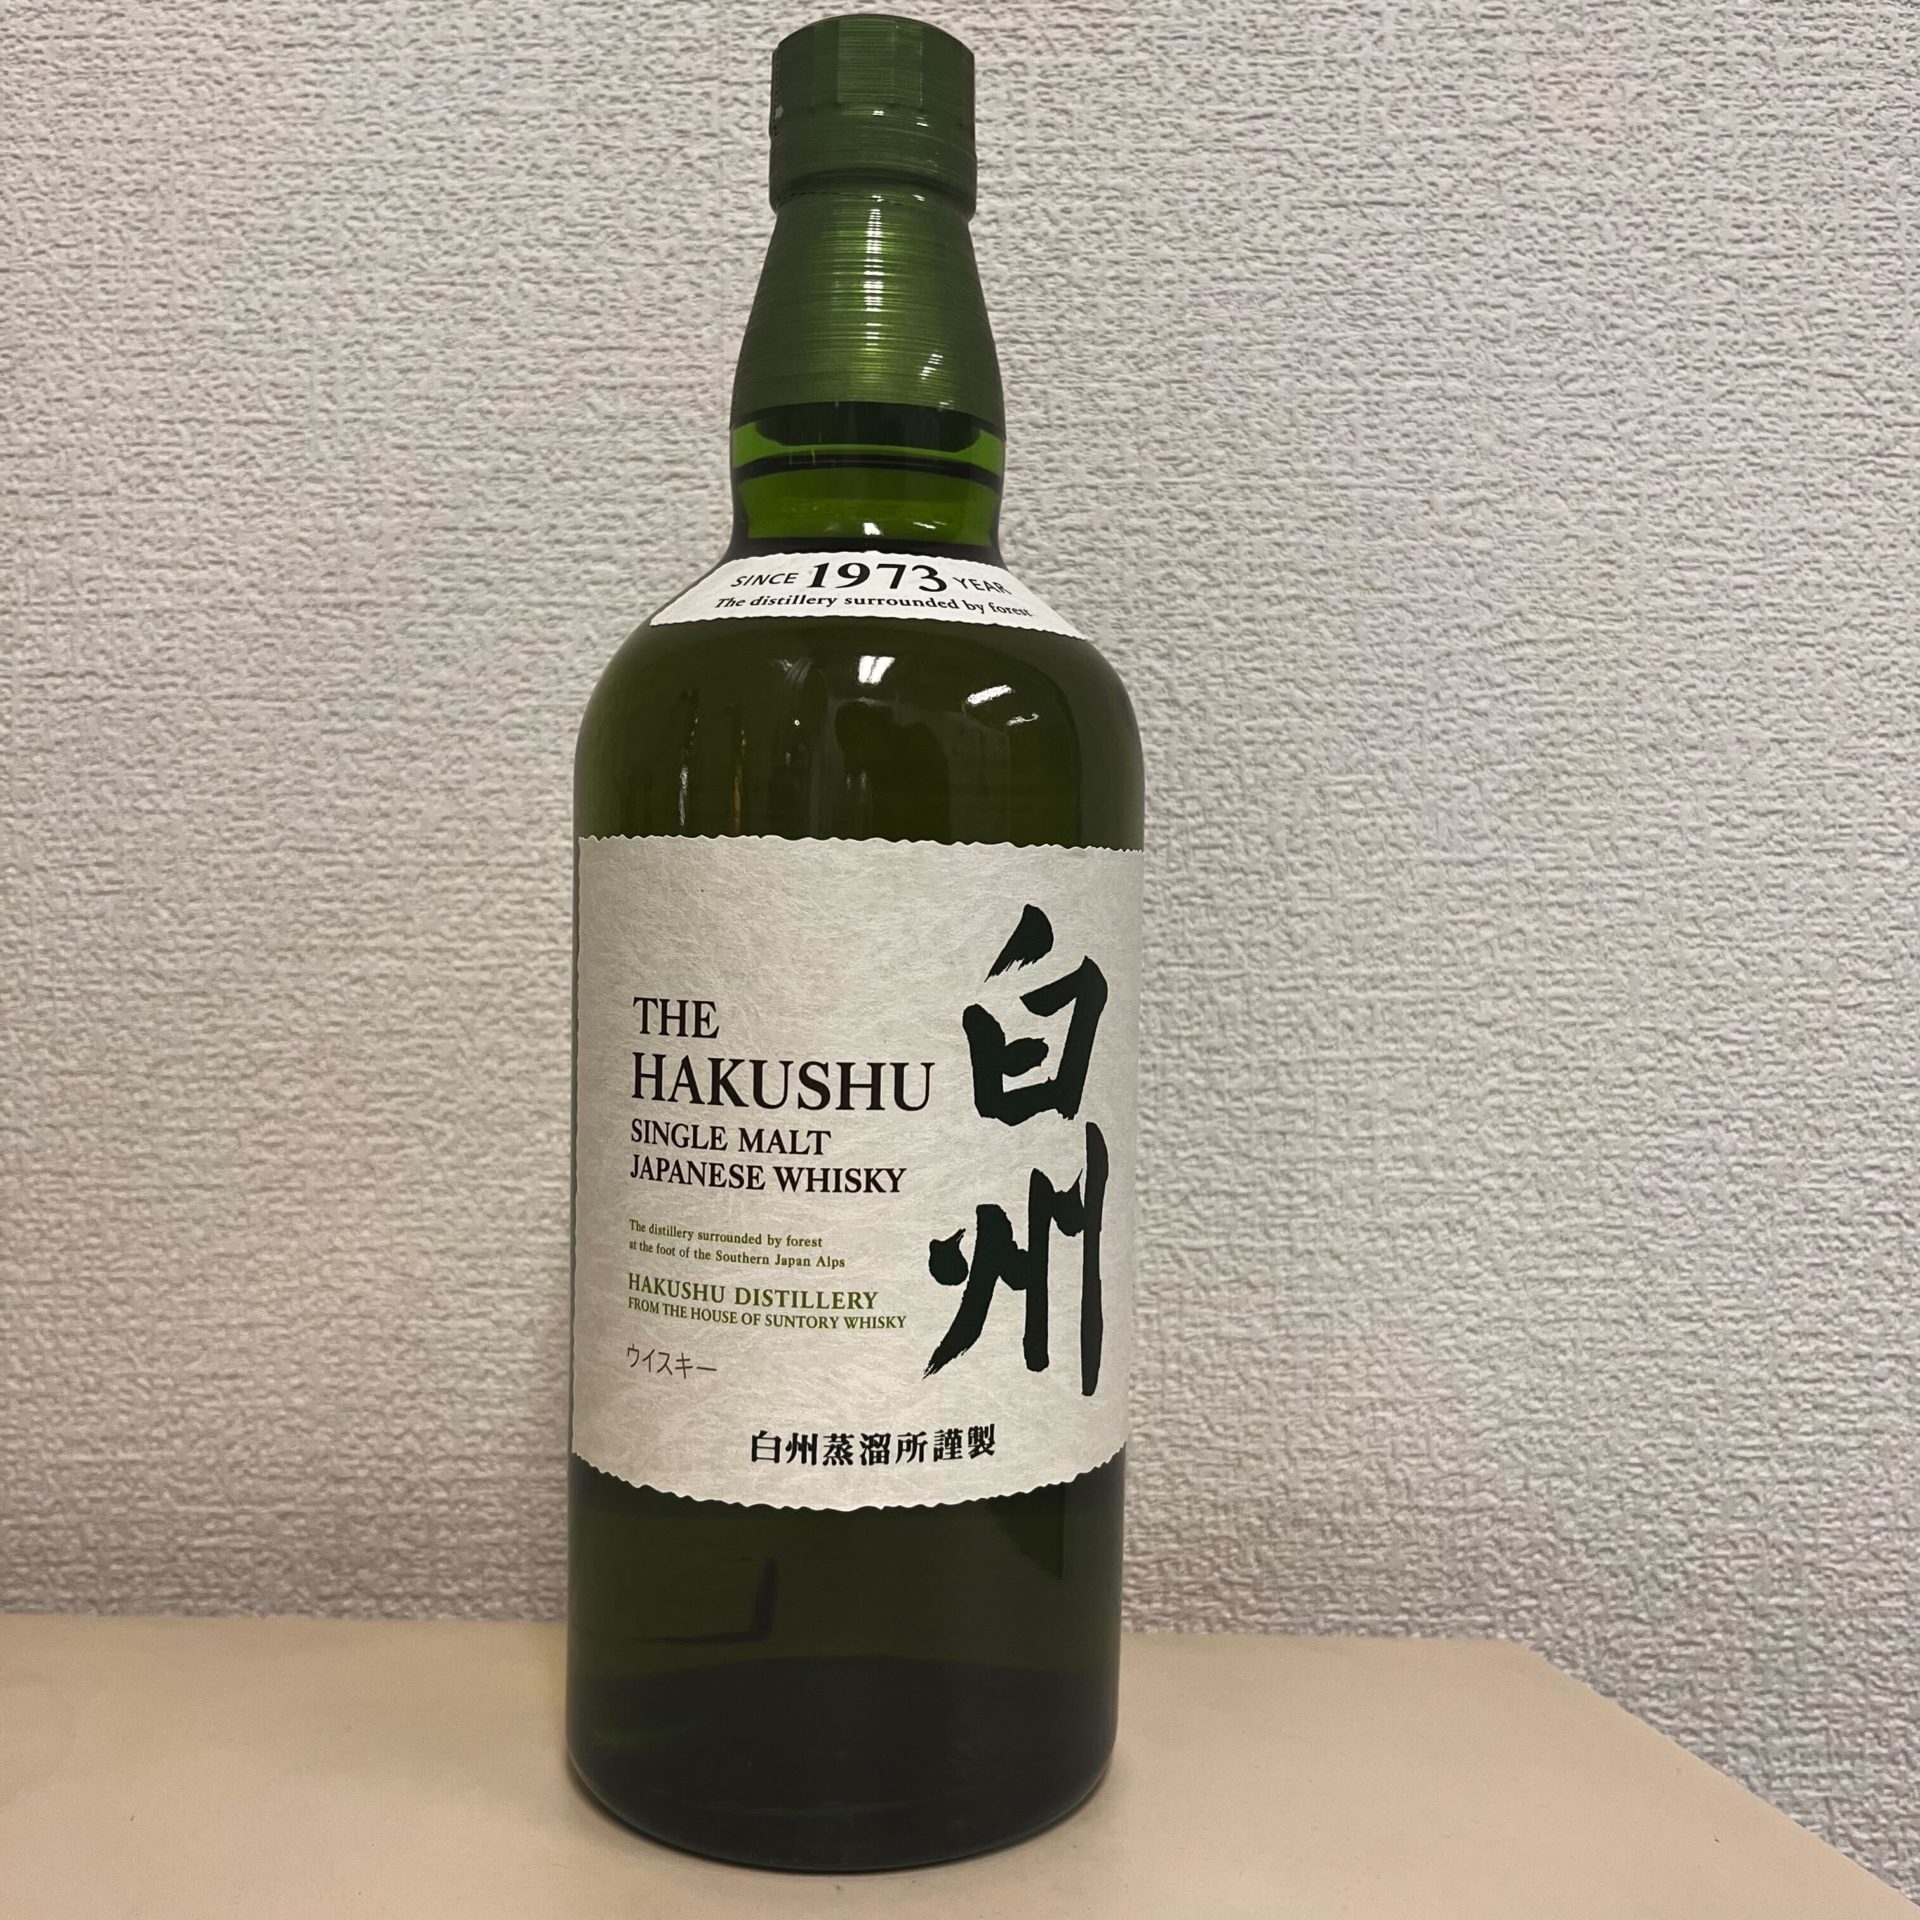 SINCE 1973 YEAR
The distillery surrounded by forest
白州
THE
HAKUSHU
SINGLE MALT
JAPANESE WHISKY
The distillery surrounded by forest
at the foot of the Southern Japan Alps
HAKUSHU DISTILLERY
FROM THE HOUSE OF SUNTORY WHISKY
ウイスキー
白州蒸溜所謹製